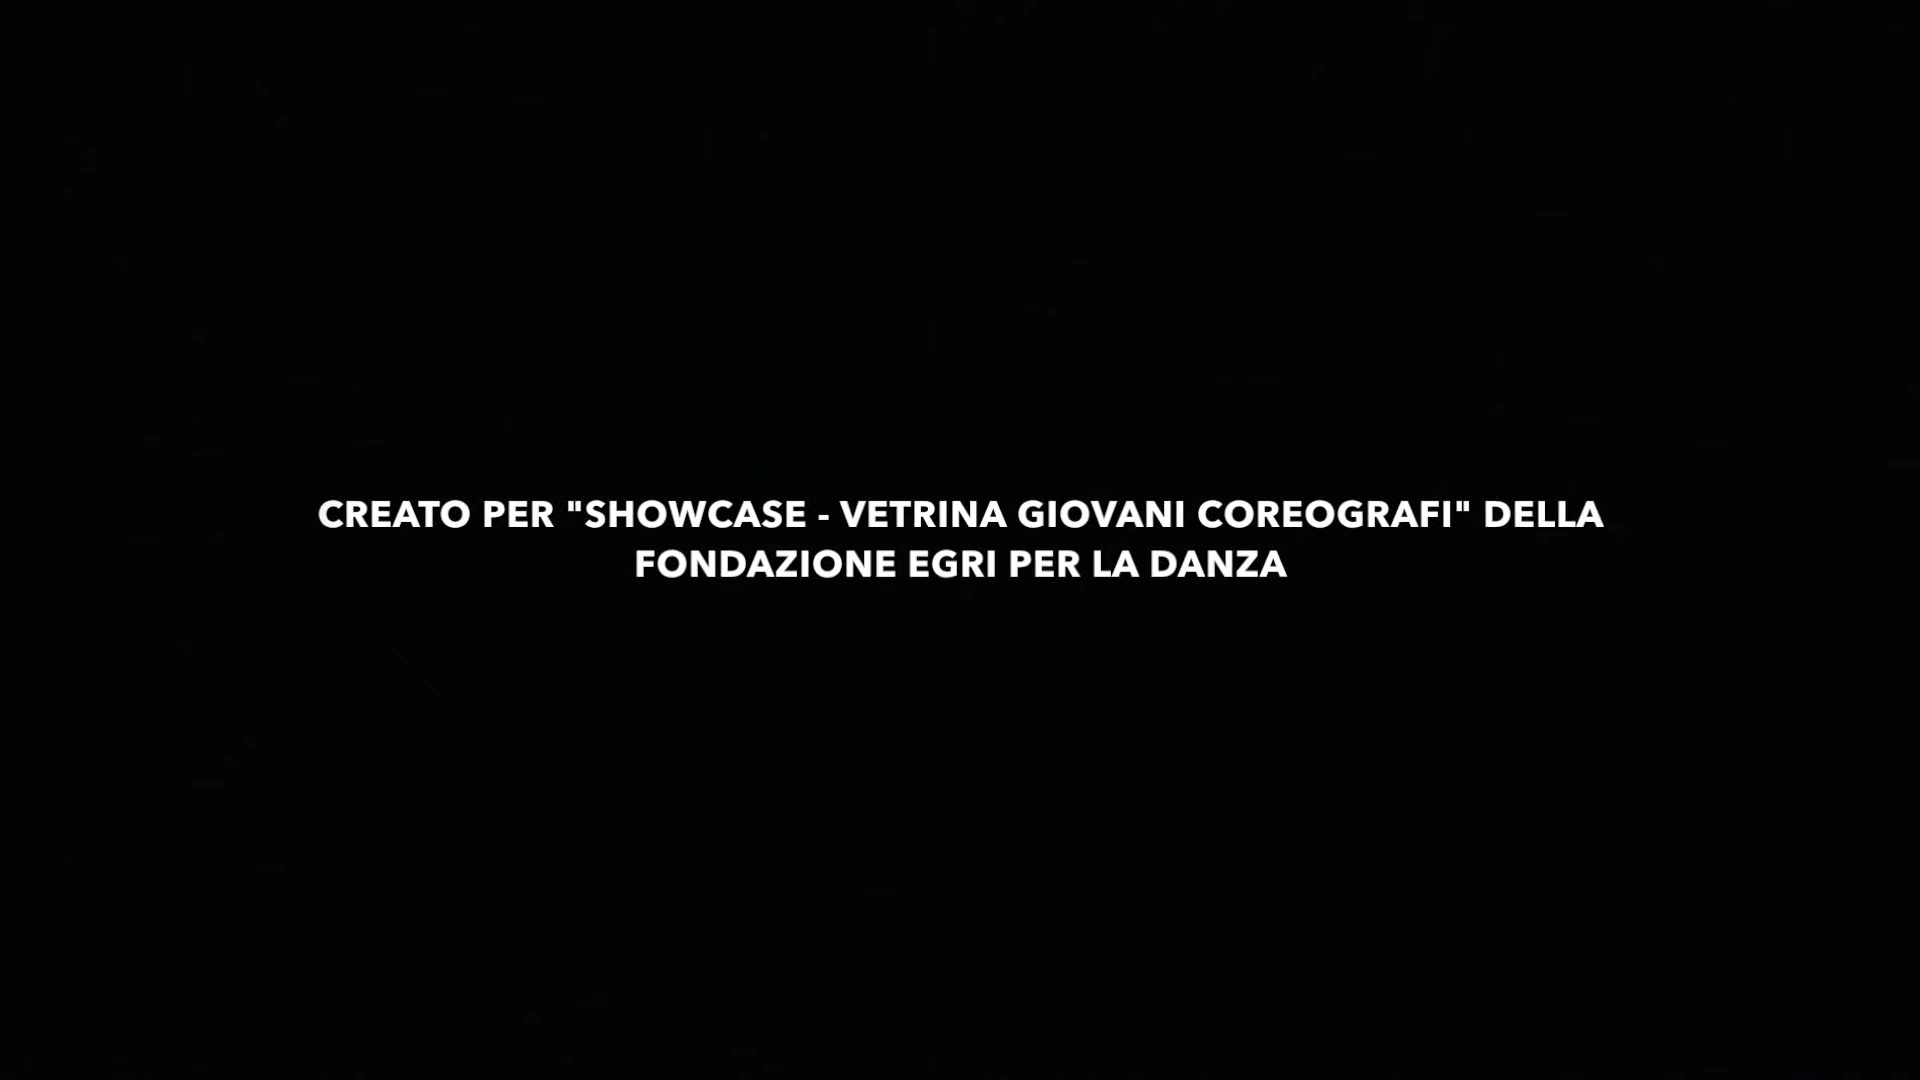 CREATO PER "SHOWCASE - VETRINA GIOVANI COREOGRAFI" DELLA
FONDAZIONE EGRI PER LA DANZA